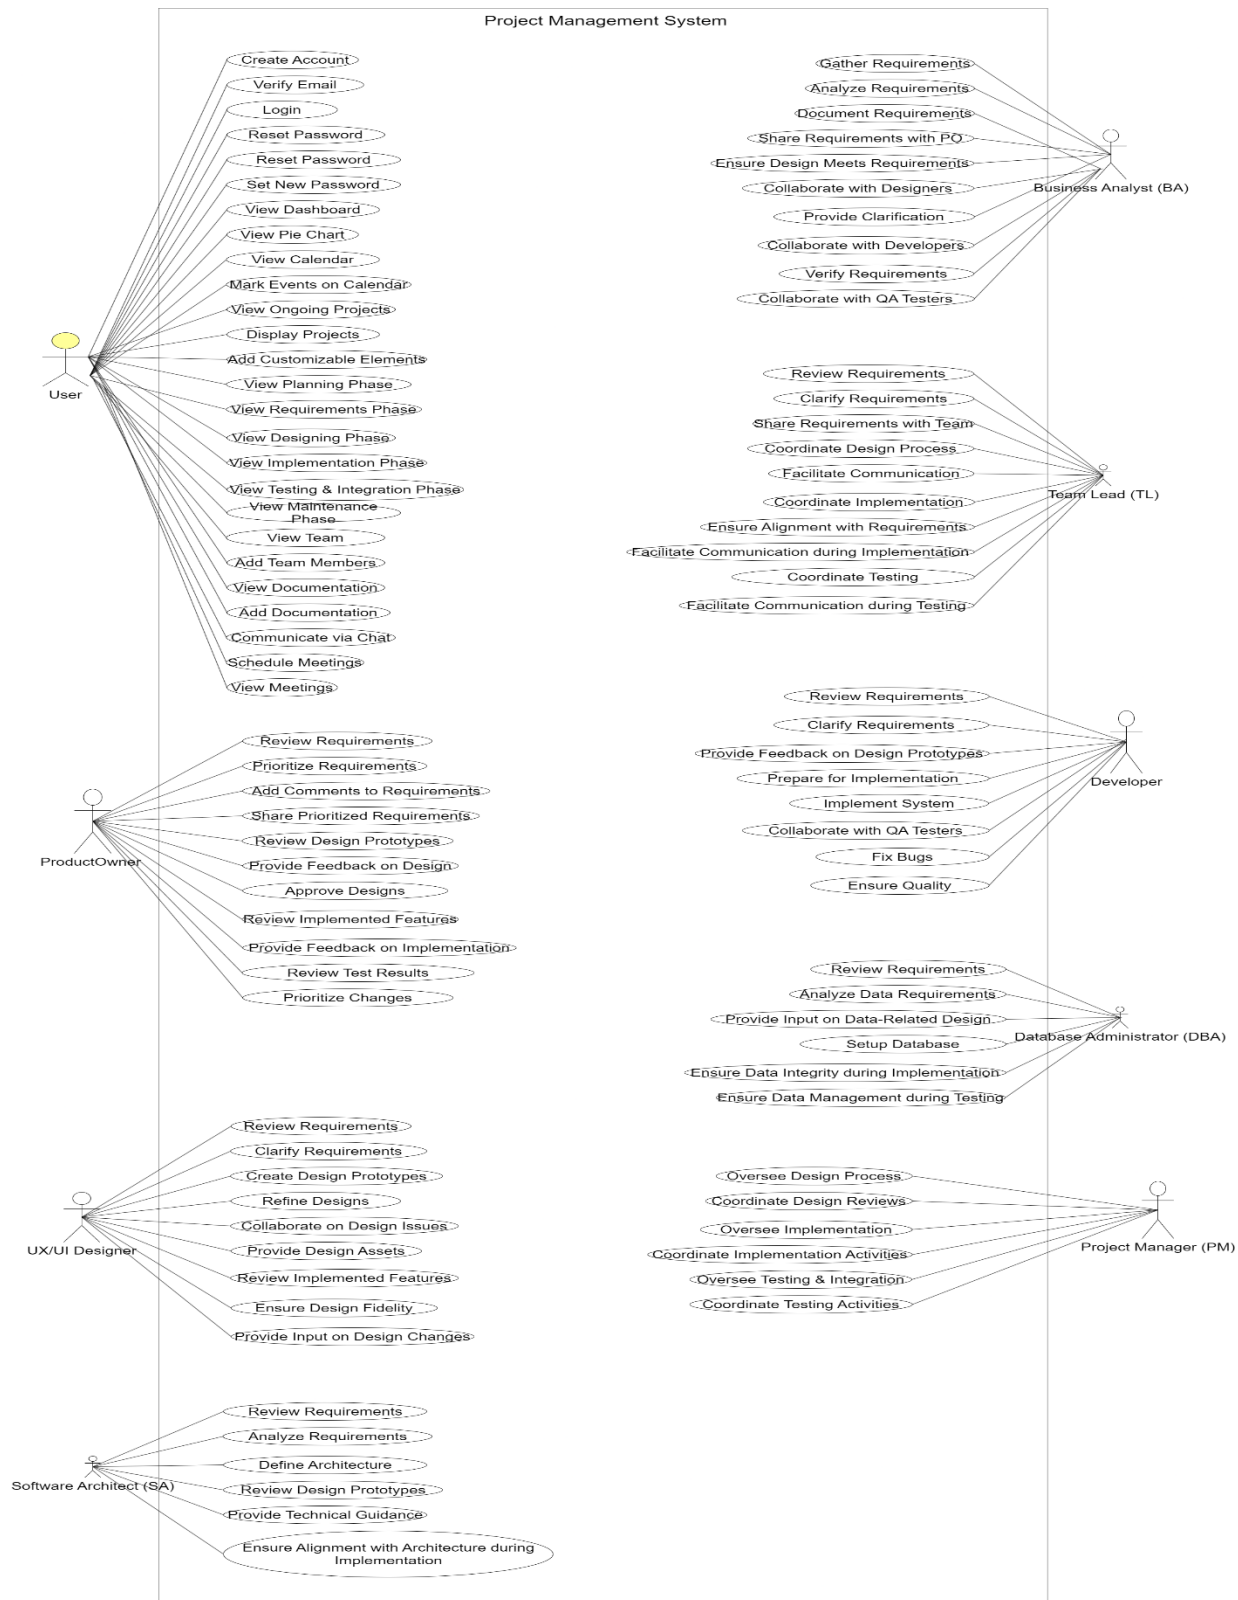 Project Management System
Create Account
Verify Email
Login
Reset Password
Reset Password
Set New Password
View Dashboard
View Pie Chart
View Calendar
Mark Events on Calendar
View Ongoing Projects
Display Projects
Add Customizable Elements
View Planning Phase
View Requirements Phase
View Designing Phase
View Implementation Phase
View Testing & Integration Phase
View Maintenance
Phase
View Team
Add Team Members
View Documentation
Add Documentation
Communicate via Chat
Schedule Meetings
View Meetings
User
Review Requirements
Prioritize Requirements
Add Comments to Requirements
Share Prioritized Requirements
Review Design Prototypes
Provide Feedback on Design
Approve Designs
Review Implemented Features
Provide Feedback on Implementation
Review Test Results
Prioritize Changes
ProductOwner
Review Requirements
Clarify Requirements
Create Design Prototypes
Refine Designs
Collaborate on Design Issues
Provide Design Assets
Review Implemented Features
Ensure Design Fidelity
Provide Input on Design Changes
UX/UI Designer
Review Requirements
Analyze Requirements
Define Architecture
Review Design Prototypes
Provide Technical Guidance
Ensure Alignment with Architecture during
Implementation
Software Architect (SA)
Gather Requirements
Analyze Requirements
Document Requirements
Share Requirements with PO
Ensure Design Meets Requirements
Collaborate with Designers
Provide Clarification
Collaborate with Developers
Verify Requirements
Collaborate with QA Testers
Business Analyst (BA)
Review Requirements
Clarify Requirements
Share Requirements with Team
Coordinate Design Process
Facilitate Communication
Coordinate Implementation
Ensure Alignment with Requirements
Facilitate Communication during Implementation
Coordinate Testing
Facilitate Communication during Testing
Team Lead (TL)
Review Requirements
Clarify Requirements
Provide Feedback on Design Prototypes
Prepare for Implementation
Implement System
Collaborate with QA Testers
Fix Bugs
Ensure Quality
Developer
Review Requirements
Analyze Data Requirements
Provide Input on Data-Related Design
Setup Database
Ensure Data Integrity during Implementation
Ensure Data Management during Testing
Database Administrator (DBA)
Oversee Design Process
Coordinate Design Reviews
Oversee Implementation
Coordinate Implementation Activities
Oversee Testing & Integration
Coordinate Testing Activities
Project Manager (PM)